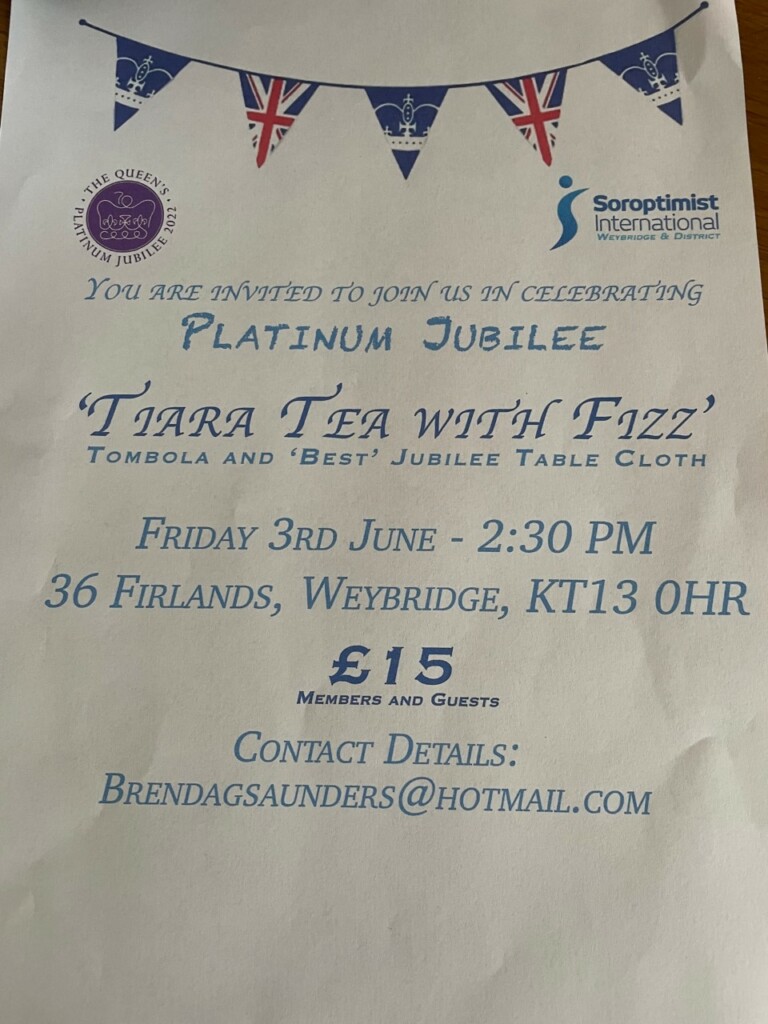 THE QUEEN'S
PLATINUM JUBILEE 2022
70
Soroptimist
International
WEYBRIDGE & DISTRICT
YOU ARE INVITED TO JOIN US IN CELEBRATING
PLATINUM JUBILEE
'TIARA TEA WITH FIZZ'
TOMBOLA AND 'BEST' JUBILEE TABLE CLOTH
FRIDAY 3RD JUNE - 2:30 PM
36 FIRLANDS, WEYBRIDGE, KT13 0HR
£15
MEMBERS AND GUESTS
CONTACT DETAILS:
BRENDAGSAUNDERS@HOTMAIL.COM